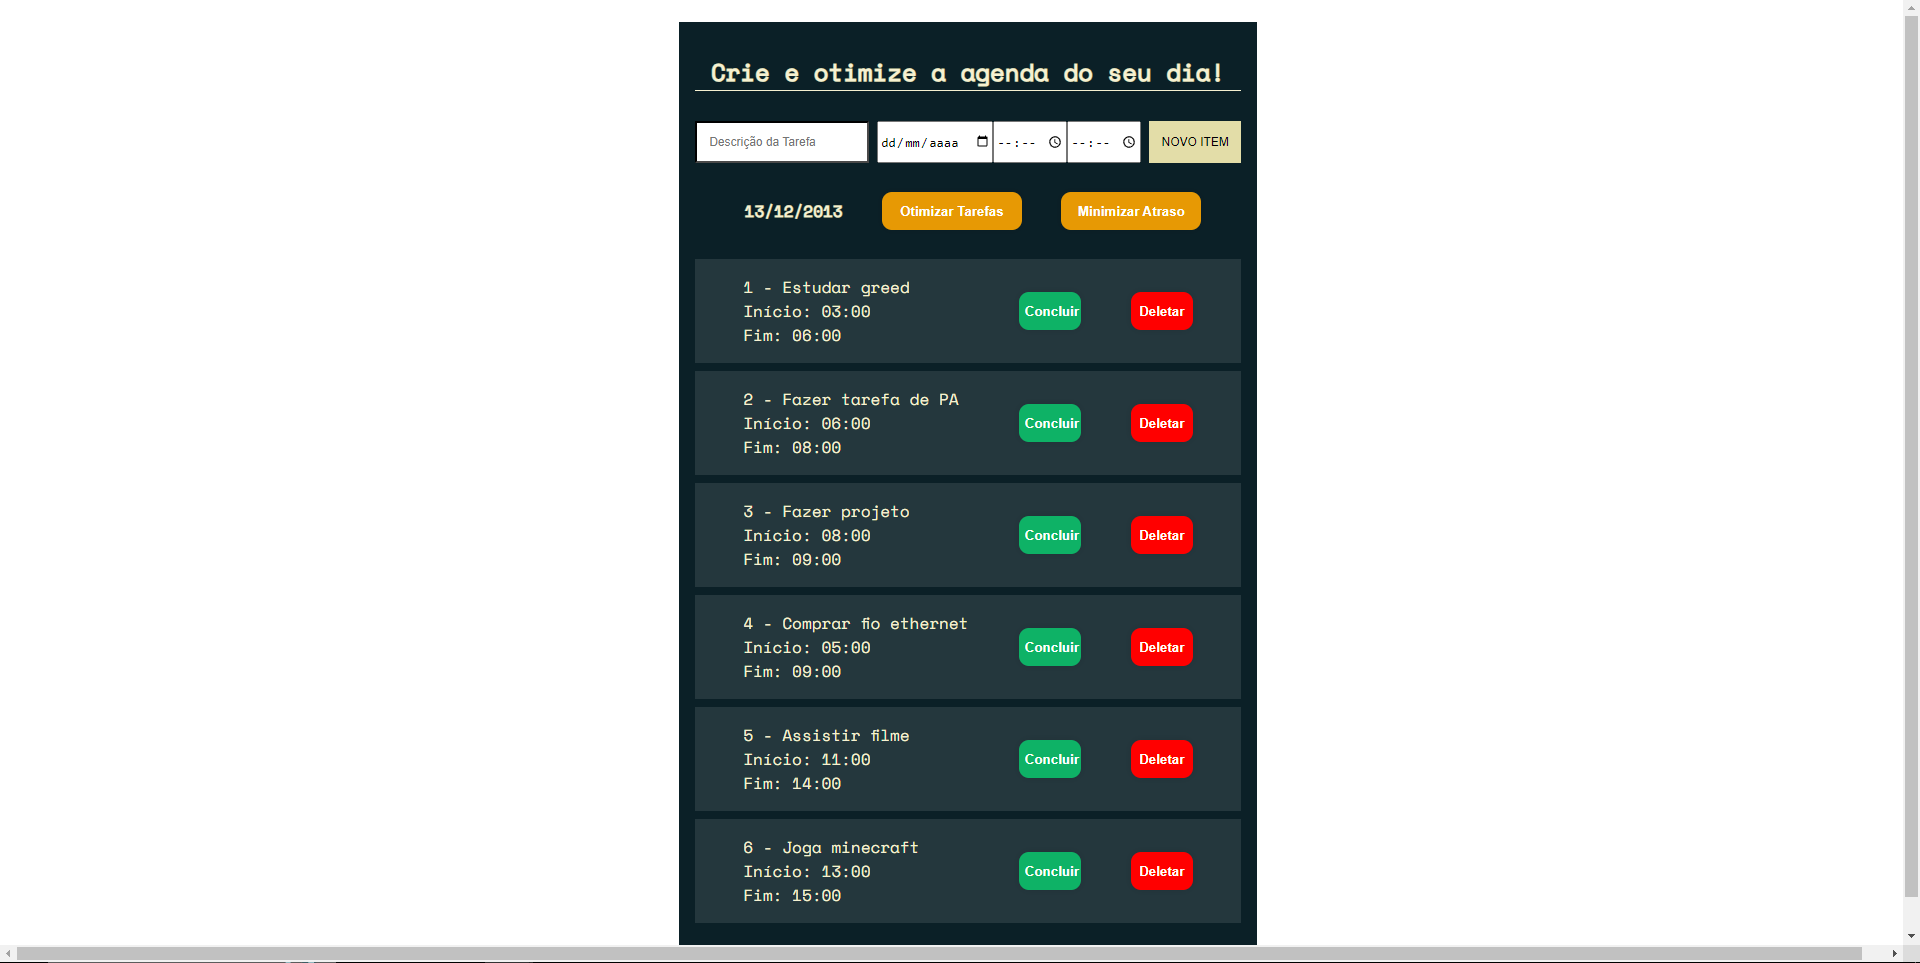 Crie e otimize a agenda do seu dia!
Descrição da Tarefa dd/mm/aaaa --:-- --:-- NOVO ITEM
13/12/2013 Otimizar Tarefas Minimizar Atraso
1 - Estudar greed
Início: 03:00
Fim: 06:00
Concluir Deletar
2 - Fazer tarefa de PA
Início: 06:00
Fim: 08:00
Concluir Deletar
3 - Fazer projeto
Início: 08:00
Fim: 09:00
Concluir Deletar
4 - Comprar fio ethernet
Início: 05:00
Fim: 09:00
Concluir Deletar
5 - Assistir filme
Início: 11:00
Fim: 14:00
Concluir Deletar
6 - Joga minecraft
Início: 13:00
Fim: 15:00
Concluir Deletar